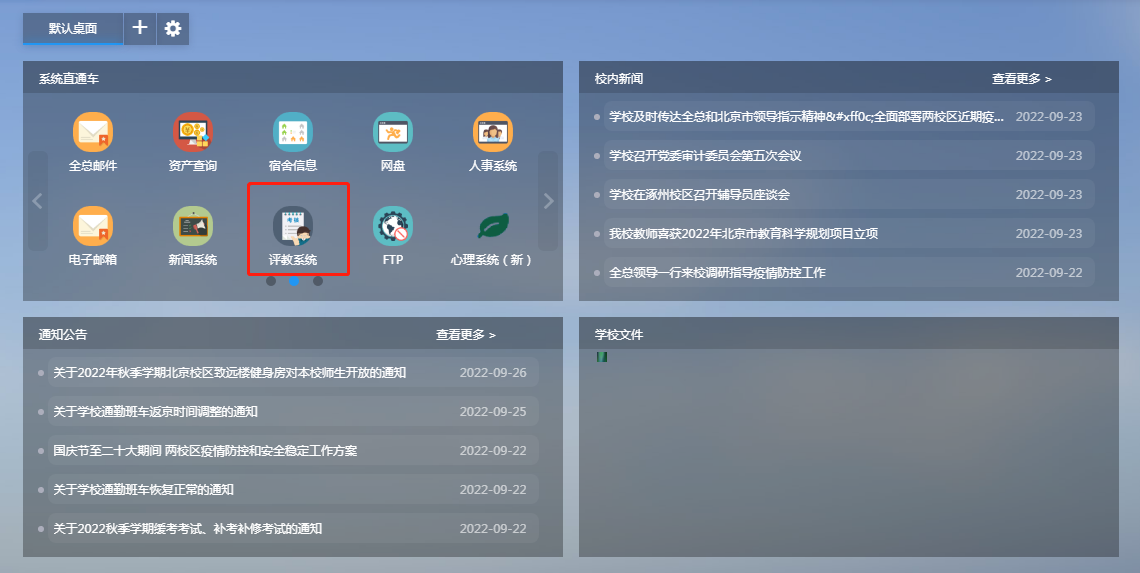 默认桌面
系统直通车
全总邮件 资产查询 宿舍信息 网盘 人事系统
电子邮箱 新闻系统 评教系统 FTP 心理系统（新）
校内新闻 查看更多 >
学校及时传达全总和北京市领导指示精神&#xff0c;全面部署两校区近期疫... 2022-09-23
学校召开党委审计委员会第五次会议 2022-09-23
学校在涿州校区召开辅导员座谈会 2022-09-23
我校教师喜获2022年北京市教育科学规划项目立项 2022-09-23
全总领导一行来校调研指导疫情防控工作 2022-09-22
通知公告 查看更多 >
关于2022年秋季学期北京校区致远楼健身房对本校师生开放的通知 2022-09-26
关于学校通勤班车返京时间调整的通知 2022-09-25
国庆节至二十大期间 两校区疫情防控和安全稳定工作方案 2022-09-22
关于学校通勤班车恢复正常的通知 2022-09-22
关于2022秋季学期缓考考试、补考补修考试的通知 2022-09-22
学校文件